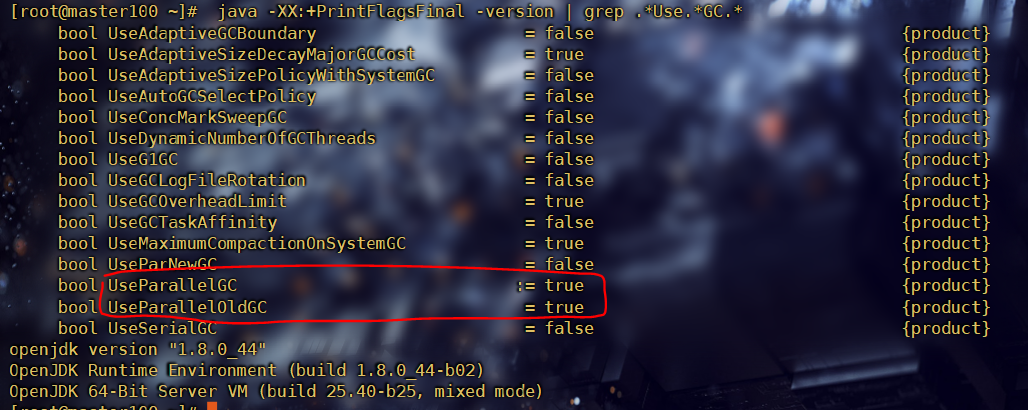 [root@master100 ~]#  java -XX:+PrintFlagsFinal -version | grep .*Use.*GC.*
     bool UseAdaptiveGCBoundary                     = false                               {product}
     bool UseAdaptiveSizeDecayMajorGCCost           = true                                {product}
     bool UseAdaptiveSizePolicyWithSystemGC         = false                               {product}
     bool UseAutoGCSelectPolicy                     = false                               {product}
     bool UseConcMarkSweepGC                        = false                               {product}
     bool UseDynamicNumberOfGCThreads               = false                               {product}
     bool UseG1GC                                   = false                               {product}
     bool UseGCLogFileRotation                      = false                               {product}
     bool UseGCOverheadLimit                        = true                                {product}
     bool UseGCTaskAffinity                         = false                               {product}
     bool UseMaximumCompactionOnSystemGC            = true                                {product}
     bool UseParNewGC                               = false                               {product}
     bool UseParallelGC                            := true                                {product}
     bool UseParallelOldGC                          = true                                {product}
     bool UseSerialGC                               = false                               {product}
openjdk version "1.8.0_44"
OpenJDK Runtime Environment (build 1.8.0_44-b02)
OpenJDK 64-Bit Server VM (build 25.40-b25, mixed mode)
[root@master100 ~]#